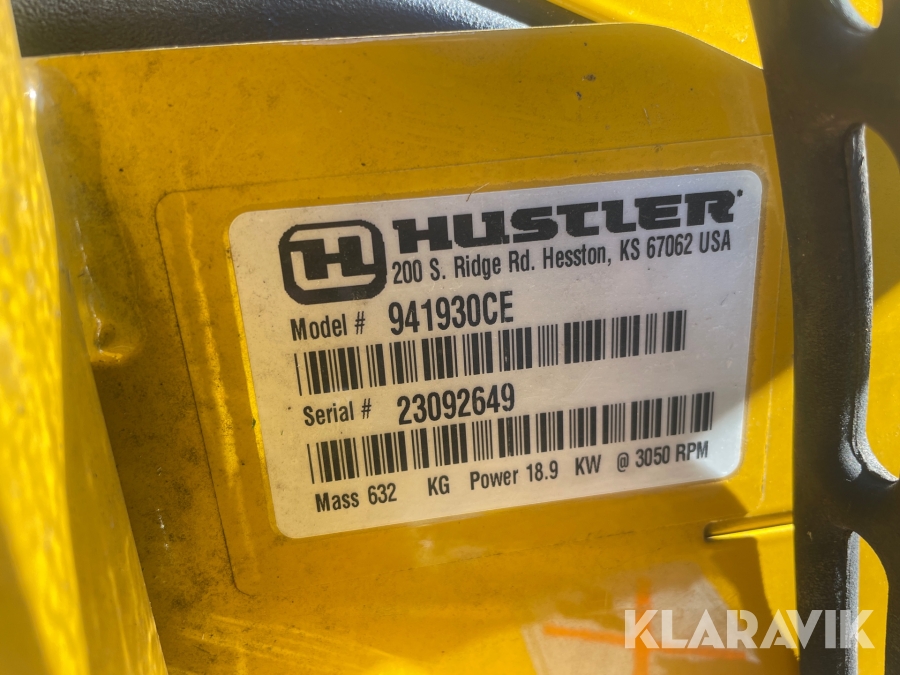 H HUSTLER
200 S. Ridge Rd. Hesston, KS 67062 USA
Model # 941930CE
Serial # 23092649
Mass 632 KG Power 18.9 KW @ 3050 RPM
KLARAVIK